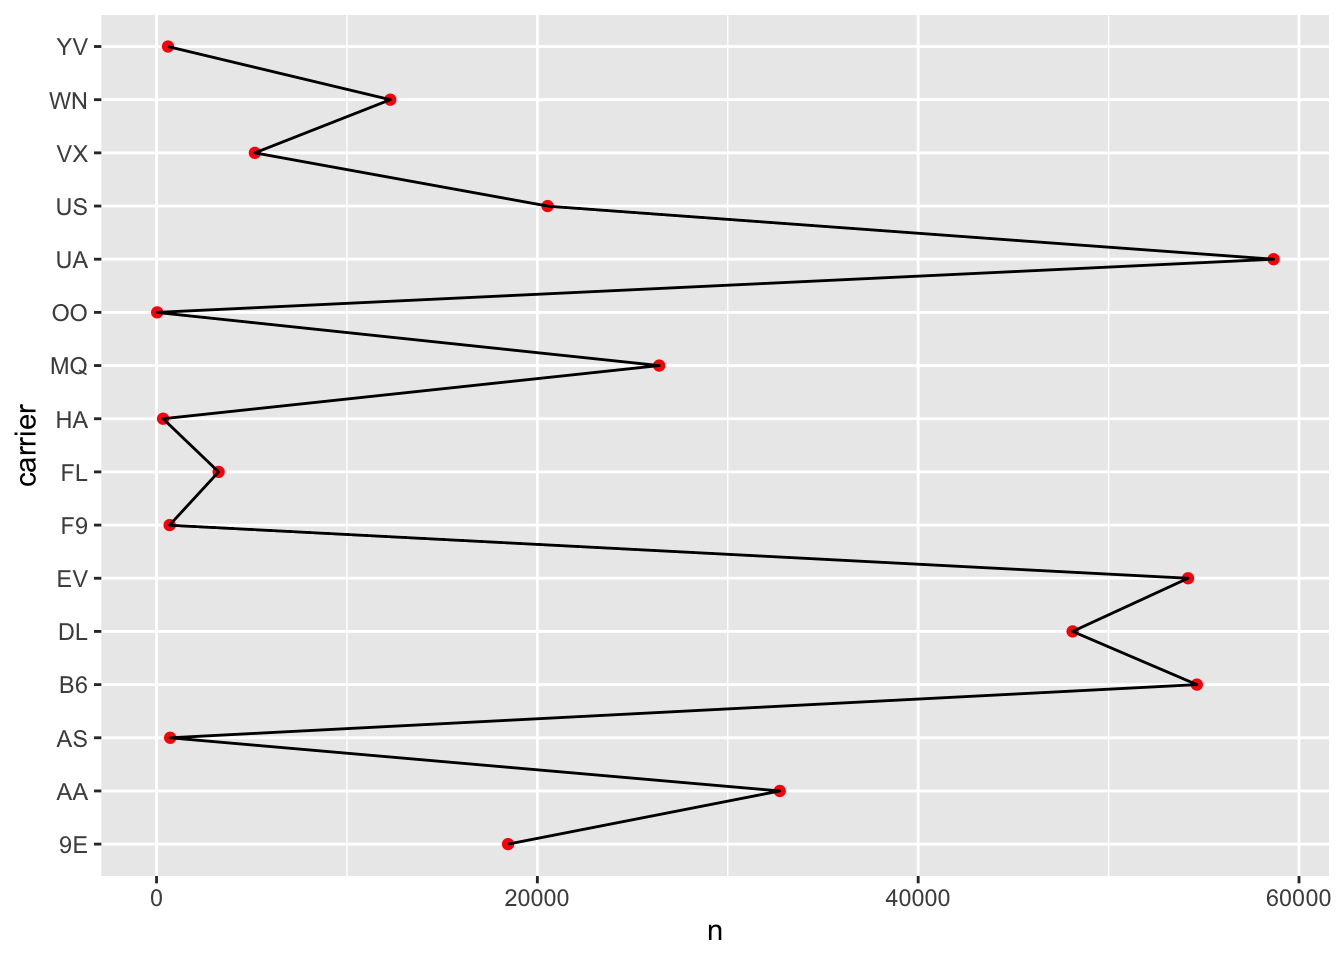 YV
WN
VX
US
UA
OO
MQ
HA
FL
F9
EV
DL
B6
AS
AA
9E
carrier
0 20000 40000 60000
n